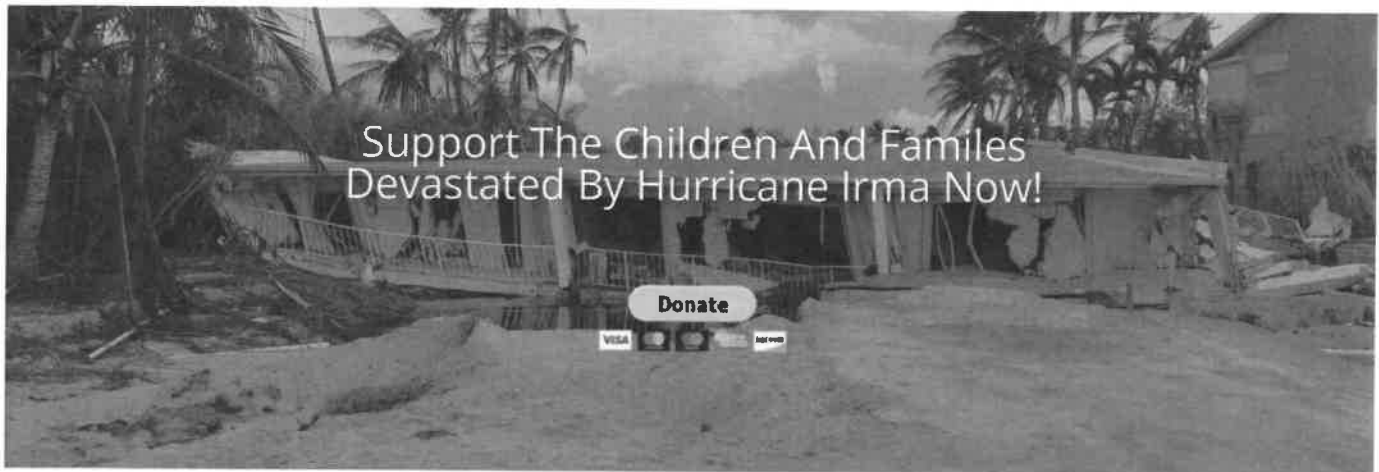 Support The Children And Familes
Devastated By Hurricane Irma Now!
Donate
VISA